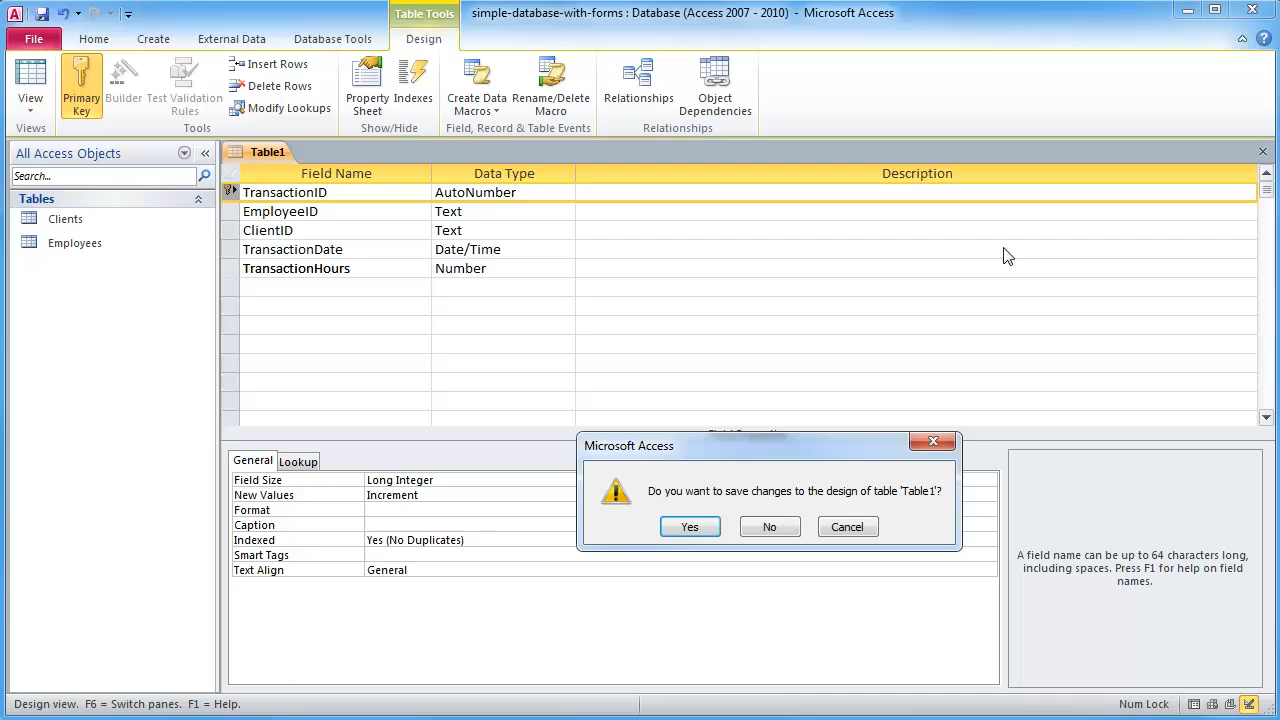 Table Tools
simple-database-with-forms : Database (Access 2007 - 2010) - Microsoft Access
File Home Create External Data Database Tools Design
View
Primary Key
Builder
Test Validation Rules
Insert Rows
Delete Rows
Modify Lookups
Property Sheet
Indexes
Create Data Macros
Rename/Delete Macro
Relationships
Object Dependencies
Views Tools Show/Hide Field, Record & Table Events Relationships
All Access Objects
Search...
Tables
Clients
Employees
Table1
Field Name Data Type Description
TransactionID AutoNumber
EmployeeID Text
ClientID Text
TransactionDate Date/Time
TransactionHours Number
General Lookup
Field Size Long Integer
New Values Increment
Format
Caption
Indexed Yes (No Duplicates)
Smart Tags
Text Align General
Microsoft Access
Do you want to save changes to the design of table 'Table1'?
Yes No Cancel
A field name can be up to 64 characters long,
including spaces. Press F1 for help on field
names.
Design view. F6 = Switch panes. F1 = Help.
Num Lock